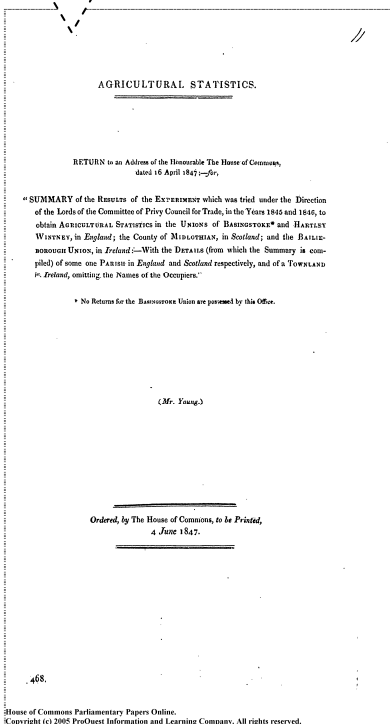 11
AGRICULTURAL STATISTICS.
RETURN to an Address of the Honourable The House of Commons,
dated 16 April 1847;—for,
"SUMMARY of the RESULTS of the EXPERIMENT which was tried under the Direction
of the Lords of the Committee of Privy Council for Trade, in the Years 1845 and 1846, to
obtain AGRICULTURAL STATISTICS in the UNIONS of BASINGSTOKE* and HARTLEY
WINTNEY, in England; the County of MIDLOTHIAN, in Scotland; and the BAILIE-
BOROUGH UNION, in Ireland:—With the DETAILS (from which the Summary is com-
piled) of some one PARISH in England and Scotland respectively, and of a TOWNLAND
in Ireland, omitting the Names of the Occupiers."
* No Returns for the BASINGSTOKE Union are possessed by this Office.
(Mr. Young.)
Ordered, by The House of Commons, to be Printed,
4 June 1847.
468.
House of Commons Parliamentary Papers Online.
Copyright (c) 2005 ProQuest Information and Learning Company. All rights reserved.